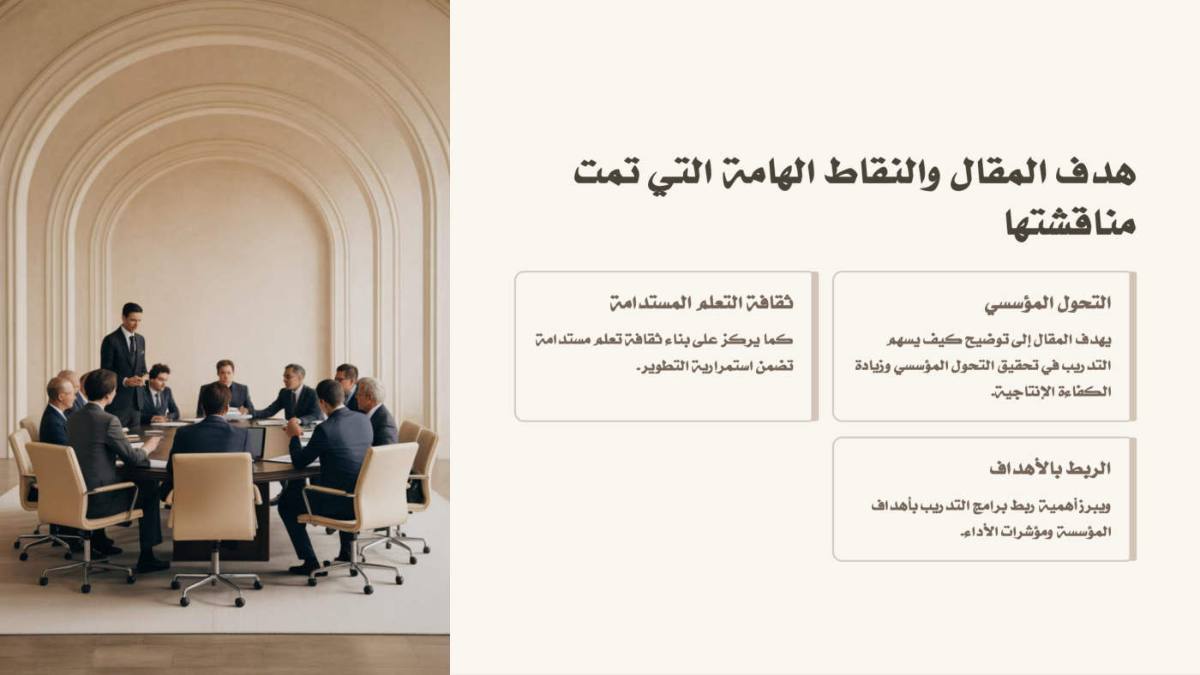 هدف المقال والنقاط الهامة التي تمت
مناقشتها
التحول المؤسسي
يهدف المقال إلى توضيح كيف يسهم
التدريب في تحقيق التحول المؤسسي وزيادة
الكفاءة الإنتاجية.
ثقافة التعلم المستدامة
كما يركز على بناء ثقافة تعلم مستدامة
تضمن استمرارية التطوير.
الربط بالأهداف
ويبرز أهمية ربط برامج التدريب بأهداف
المؤسسة ومؤشرات الأداء.